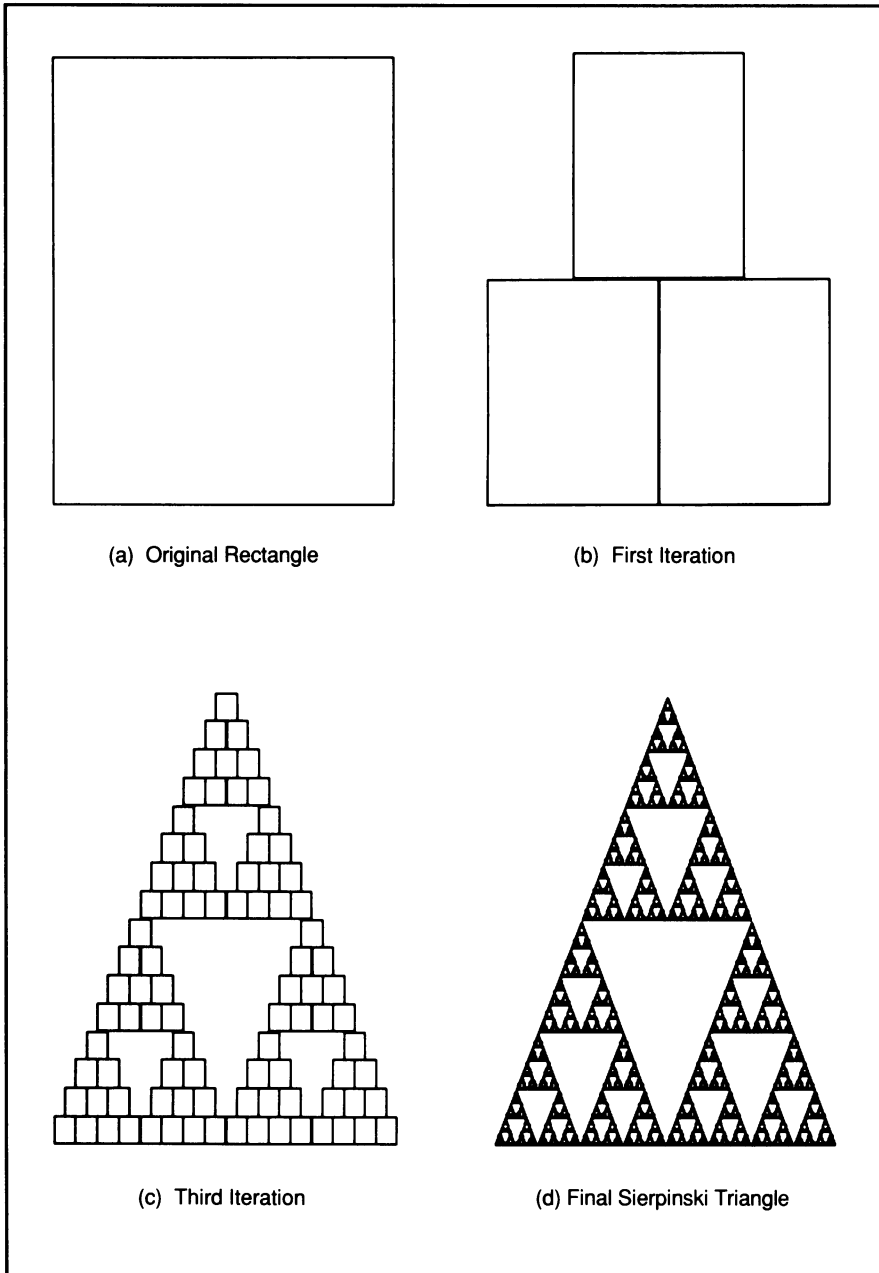 (a) Original Rectangle
(b) First Iteration
(c) Third Iteration
(d) Final Sierpinski Triangle